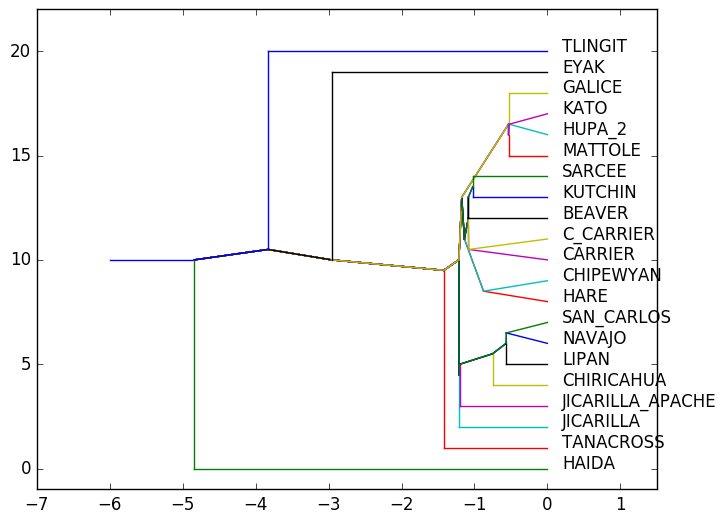 20
15
10
5
0
TLINGIT
EYAK
GALICE
KATO
HUPA_2
MATTOLE
SARCEE
KUTCHIN
BEAVER
C_CARRIER
CARRIER
CHIPEWYAN
HARE
SAN_CARLOS
NAVAJO
LIPAN
CHIRICAHUA
JICARILLA_APACHE
JICARILLA
TANACROSS
HAIDA
−7 −6 −5 −4 −3 −2 −1 0 1